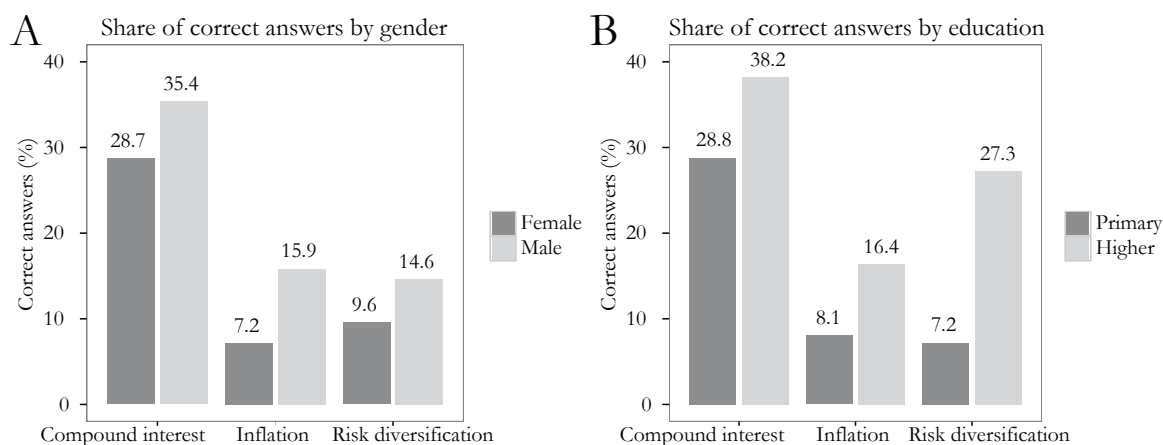 A
Share of correct answers by gender
Correct answers (%)
40
30
20
10
0
28.7
35.4
7.2
15.9
9.6
14.6
Compound interest
Inflation
Risk diversification
Female
Male
B
Share of correct answers by education
Correct answers (%)
40
30
20
10
0
28.8
38.2
8.1
16.4
7.2
27.3
Compound interest
Inflation
Risk diversification
Primary
Higher